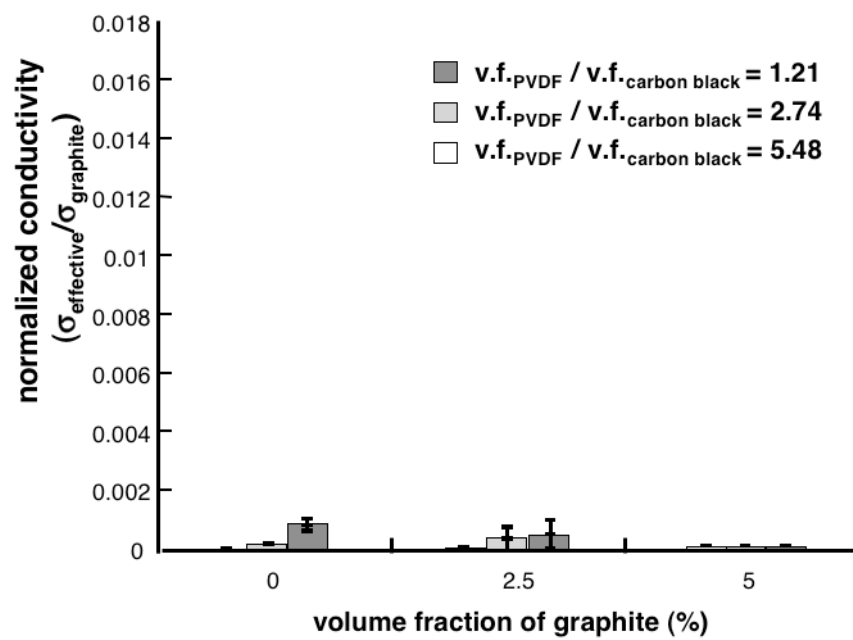 0.018
0.016
0.014
0.012
0.01
0.008
0.006
0.004
0.002
0
normalized conductivity
(σeffective/σgraphite)
v.f.PVDF / v.f.carbon black = 1.21
v.f.PVDF / v.f.carbon black = 2.74
v.f.PVDF / v.f.carbon black = 5.48
0 2.5 5
volume fraction of graphite (%)